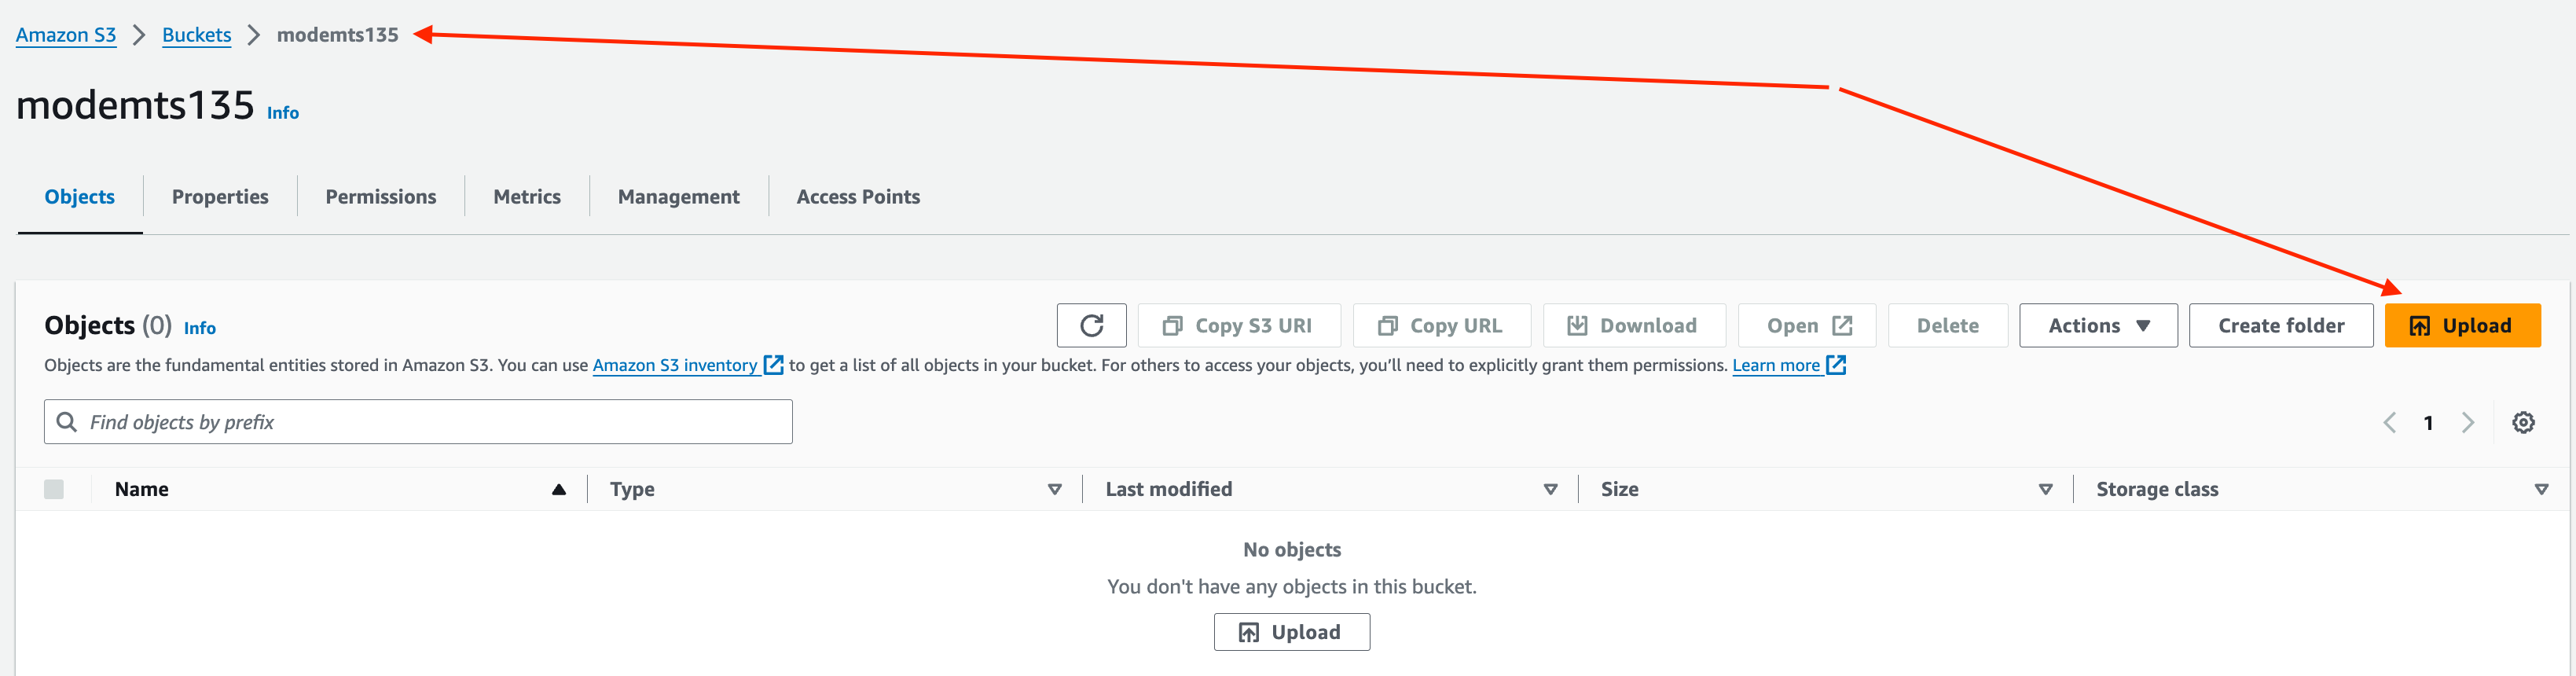 Amazon S3 > Buckets > modemts135
modemts135 Info
Objects Properties Permissions Metrics Management Access Points
Objects (0) Info Copy S3 URI Copy URL Download Open Delete Actions Create folder Upload
Objects are the fundamental entities stored in Amazon S3. You can use Amazon S3 inventory to get a list of all objects in your bucket. For others to access your objects, you’ll need to explicitly grant them permissions. Learn more
Find objects by prefix 1
Name Type Last modified Size Storage class
No objects
You don't have any objects in this bucket.
Upload